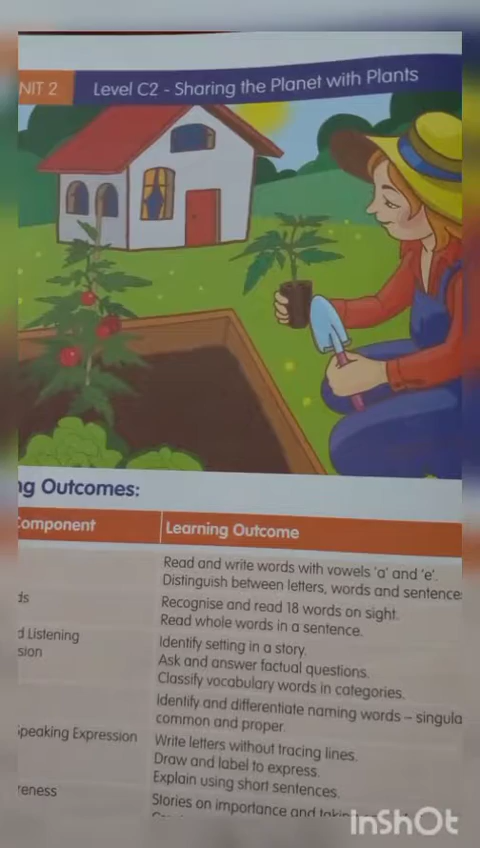 NIT 2
Level C2 - Sharing the Planet with Plants
ng Outcomes:
Component
Learning Outcome
Read and write words with vowels 'a' and 'e'.
Distinguish between letters, words and sentence
ds
Recognise and read 18 words on sight.
Read whole words in a sentence.
d Listening
sion
Identify setting in a story.
Ask and answer factual questions.
Classify vocabulary words in categories.
Identify and differentiate naming words – singula
common and proper.
Speaking Expression
Write letters without tracing lines.
Draw and label to express.
Explain using short sentences.
reness
Stories on importance and
InShOt